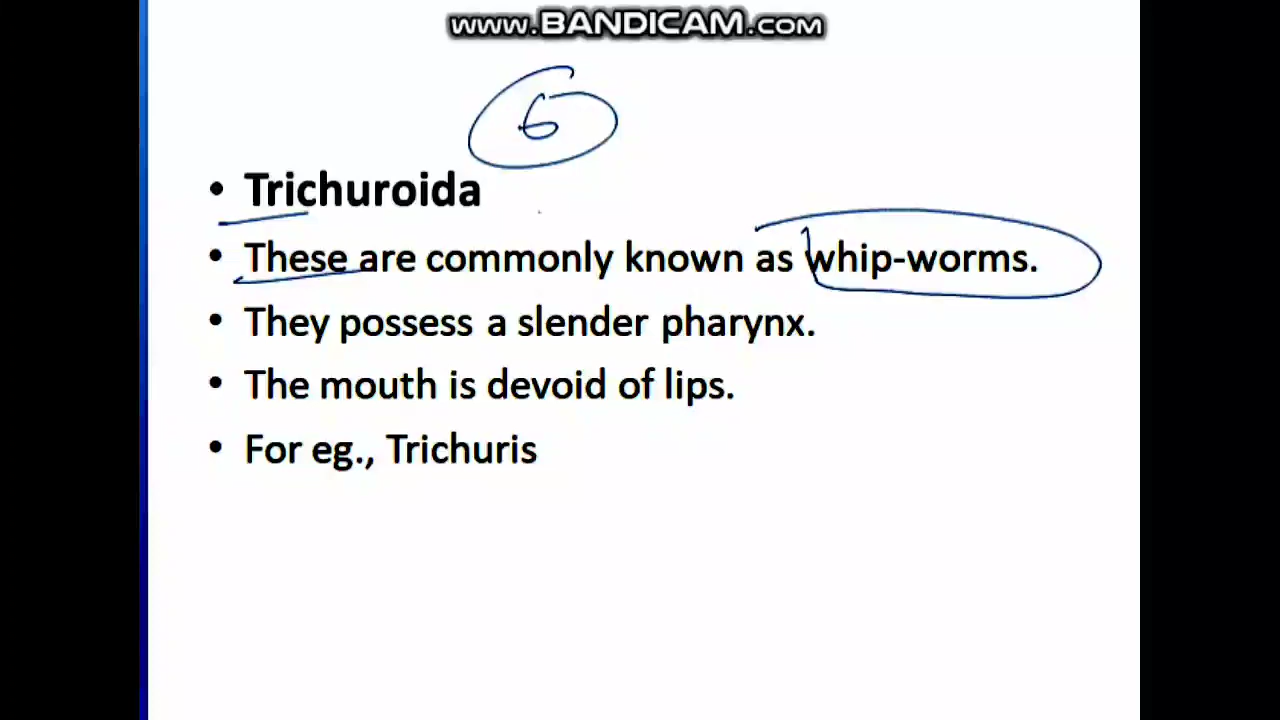 www.BANDICAM.com
6
• Trichuroida
• These are commonly known as whip-worms.
• They possess a slender pharynx.
• The mouth is devoid of lips.
• For eg., Trichuris